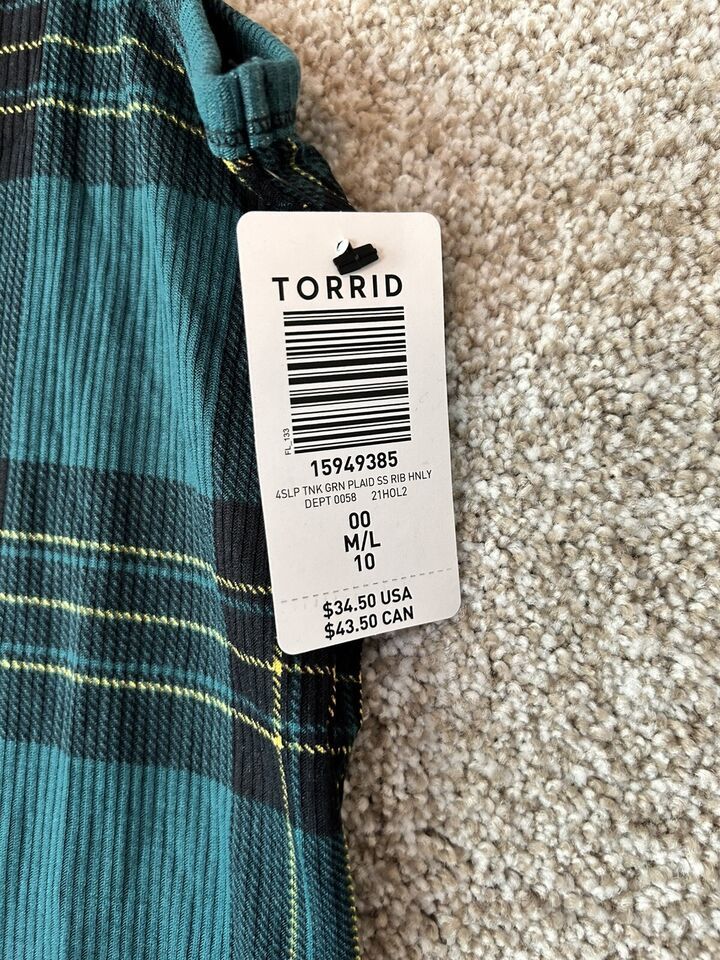 TORRID
FL_133
15949385
4SLP TNK GRN PLAID SS RIB HNLY
DEPT 0058 21HOL2
00
M/L
10
$34.50 USA
$43.50 CAN